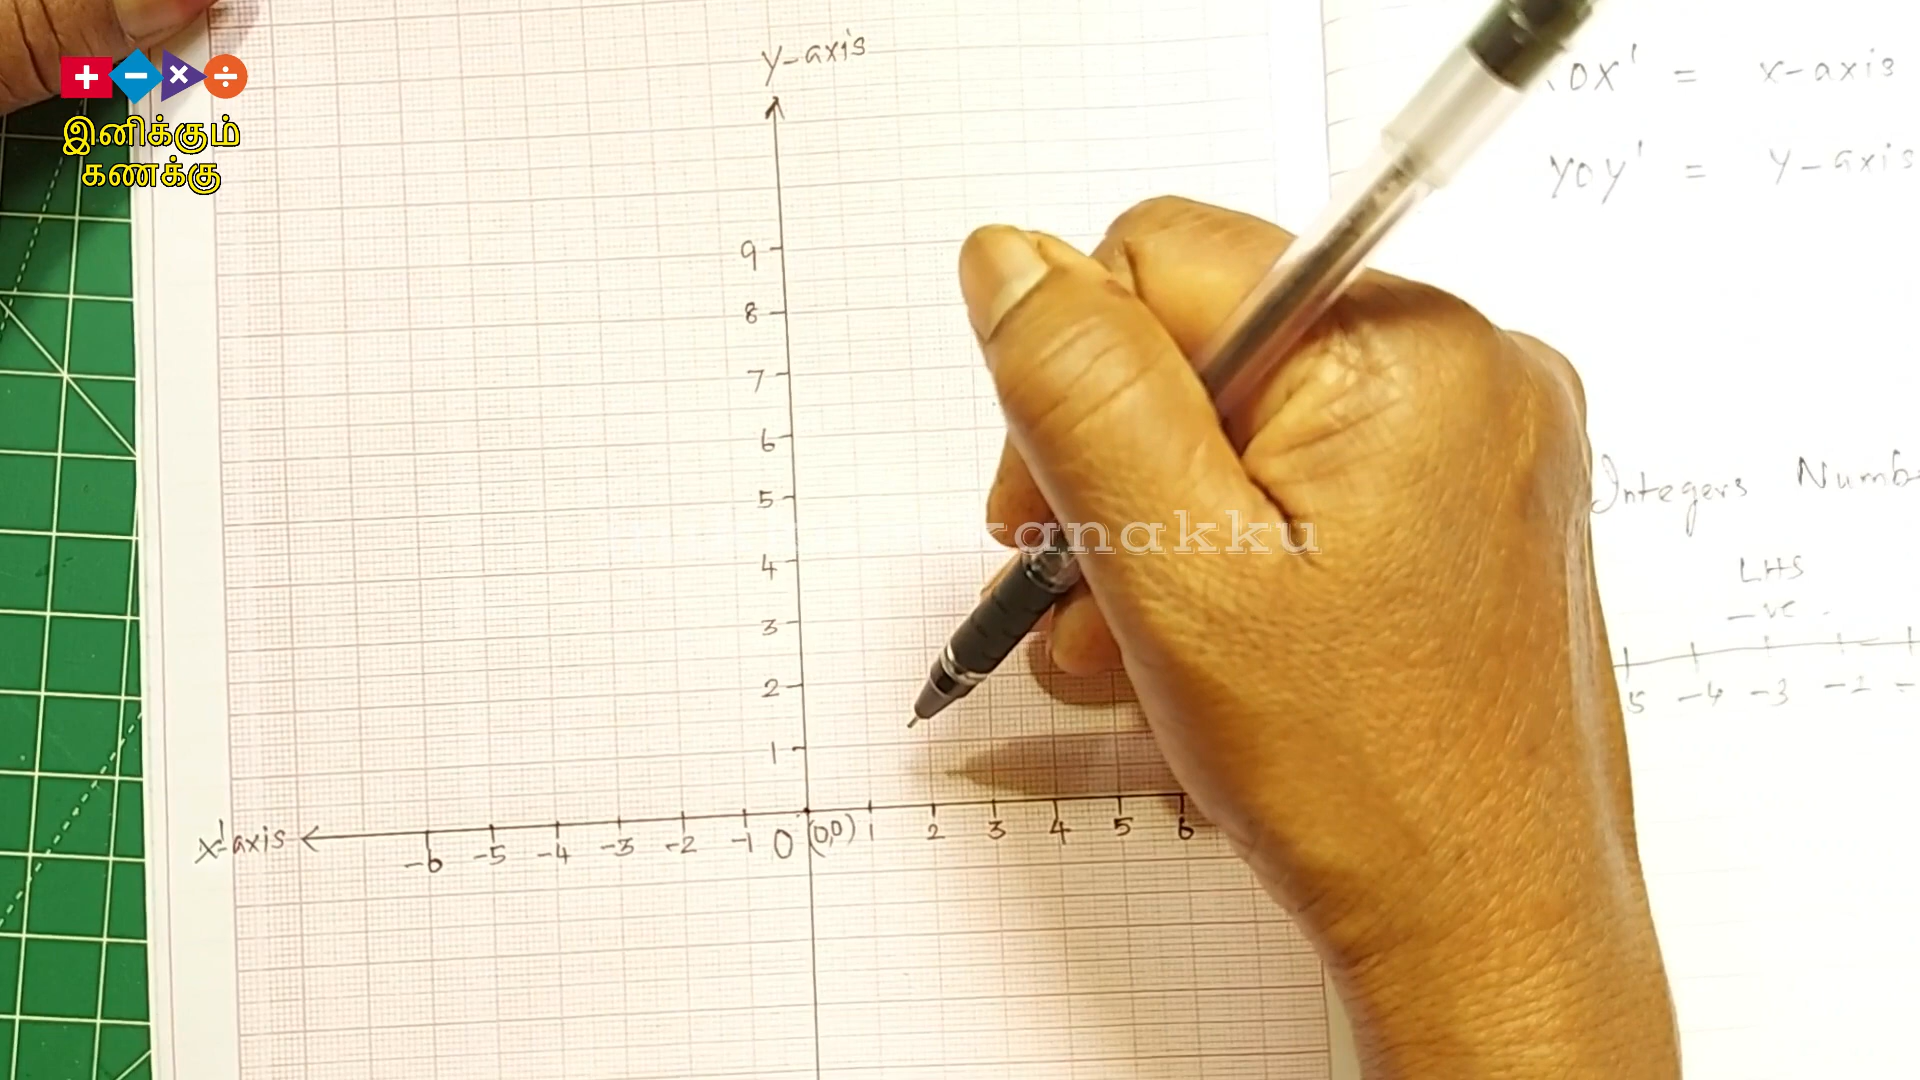 இனிக்கும்
கணக்கு
y-axis
9
8
7
6
5
4
3
2
1
x'-axis
-6 -5 -4 -3 -2 -1 0 (0,0) 1 2 3 4 5 6
OX' = x-axis
YOY' = y-axis
Integers
LHS
-ve
5 -4 -3 -2
kanakku